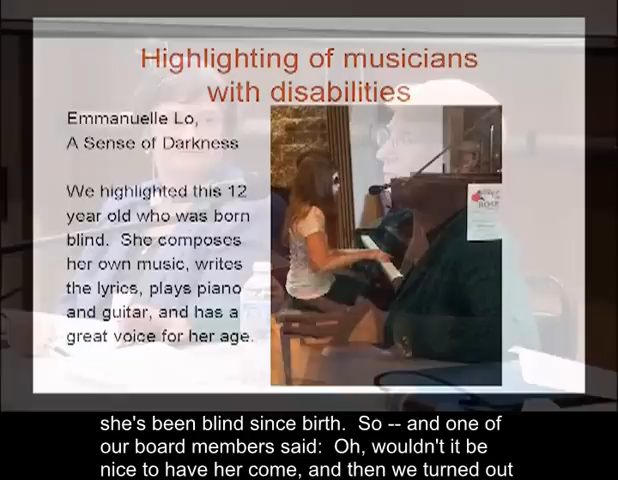 Highlighting of musicians
with disabilities
Emmanuelle Lo,
A Sense of Darkness
We highlighted this 12
year old who was born
blind. She composes
her own music, writes
the lyrics, plays piano
and guitar, and has a
great voice for her age.
she's been blind since birth. So -- and one of
our board members said: Oh, wouldn't it be
nice to have her come, and then we turned out